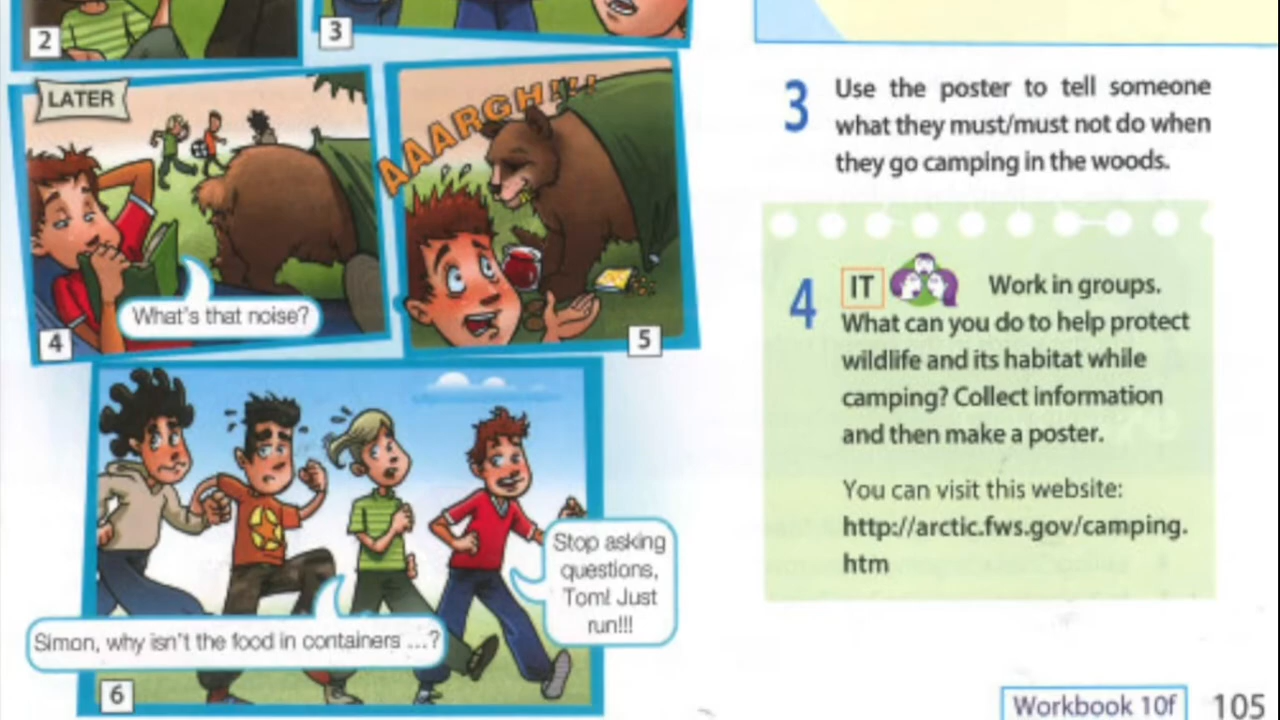 2
3
LATER
What's that noise?
4
AAARGH!!!
5
Stop asking
questions,
Tom! Just
run!!!
Simon, why isn't the food in containers ...?
6
3 Use the poster to tell someone
what they must/must not do when
they go camping in the woods.
4 IT Work in groups.
What can you do to help protect
wildlife and its habitat while
camping? Collect information
and then make a poster.
You can visit this website:
http://arctic.fws.gov/camping.
htm
Workbook 10f 105